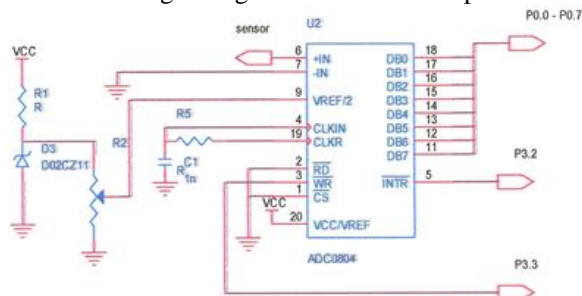 sensor
U2
P0.0 - P0.7
VCC
6 +IN DB0 18
7 -IN DB1 17
DB2 16
R1
R
9 VREF/2 DB3 15
DB4 14
R5
4 CLKIN DB5 13
19 CLKR DB6 12
DB7 11
R2
D3
D02CZ11
C1
R
1n
2 RD
3 WR INTR 5
1 CS
P3.2
VCC
20 VCC/VREF
ADC0804
P3.3